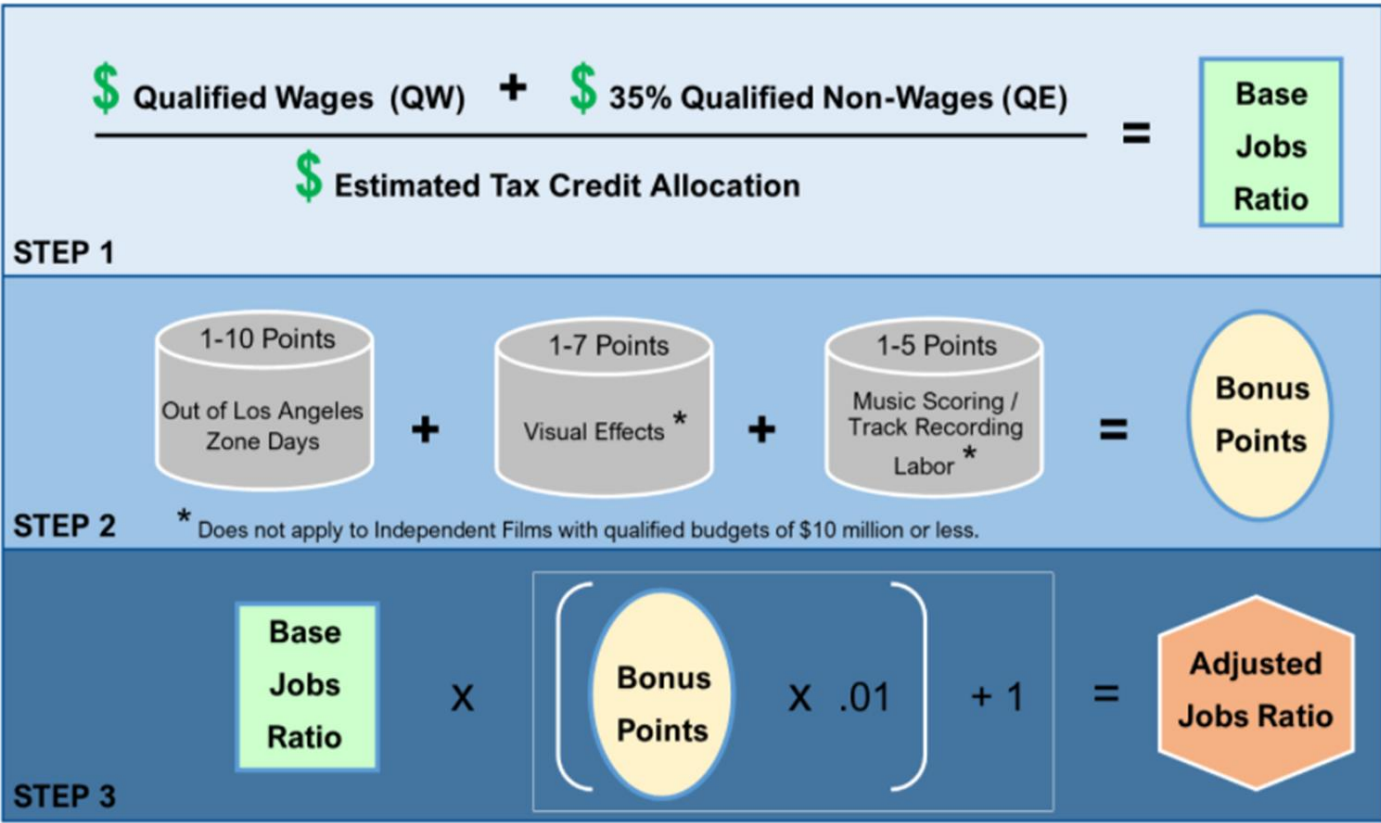 $ Qualified Wages (QW) + $ 35% Qualified Non-Wages (QE)
$ Estimated Tax Credit Allocation
=
Base
Jobs
Ratio
STEP 1
1-10 Points
Out of Los Angeles
Zone Days
+
1-7 Points
Visual Effects *
+
1-5 Points
Music Scoring /
Track Recording
Labor *
=
Bonus
Points
STEP 2
* Does not apply to Independent Films with qualified budgets of $10 million or less.
Base
Jobs
Ratio
x
(
Bonus
Points
x .01
)
+ 1
=
Adjusted
Jobs Ratio
STEP 3